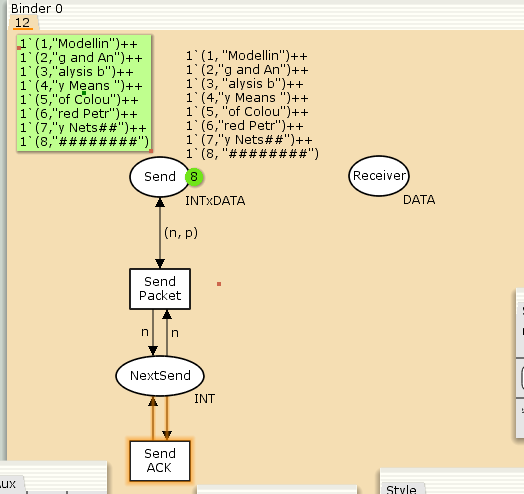 Binder 0
12
1`(1,"Modellin")++
1`(2,"g and An")++
1`(3,"alysis b")++
1`(4,"y Means ")++
1`(5,"of Colou")++
1`(6,"red Petr")++
1`(7,"y Nets##")++
1`(8,"########")
1`(1, "Modellin")++
1`(2,"g and An")++
1`(3, "alysis b")++
1`(4,"y Means ")++
1`(5, "of Colou")++
1`(6,"red Petr")++
1`(7,"y Nets##")++
1`(8, "########")
Send
8
INTxDATA
Receiver
DATA
(n, p)
Send
Packet
n
n
NextSend
INT
Send
ACK
Style